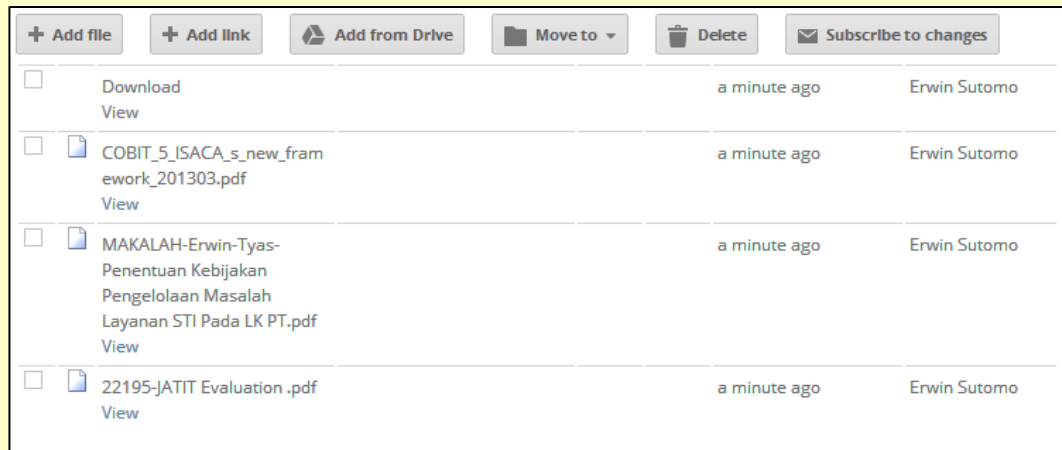 + Add file + Add link Add from Drive Move to Delete Subscribe to changes
Download a minute ago Erwin Sutomo
View
COBIT_5_ISACA_s_new_fram a minute ago Erwin Sutomo
ework_201303.pdf
View
MAKALAH-Erwin-Tyas- a minute ago Erwin Sutomo
Penentuan Kebijakan
Pengelolaan Masalah
Layanan STI Pada LK PT.pdf
View
22195-JATIT Evaluation .pdf a minute ago Erwin Sutomo
View